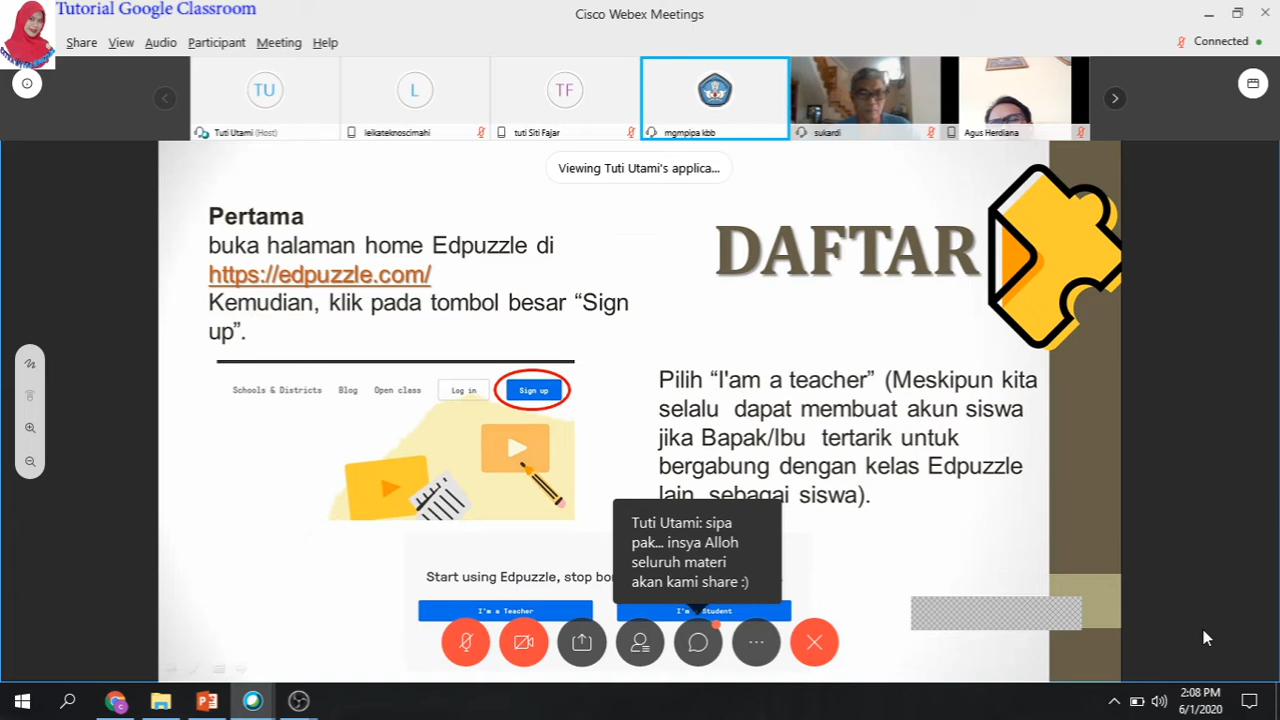 Tutorial Google Classroom
Cisco Webex Meetings
Share View Audio Participant Meeting Help
Connected
TU
L
TF
Tuti Utami (Host)
leikateknoscimahi
tuti Siti Fajar
mgmpipa kbb
sukardi
Agus Herdiana
Viewing Tuti Utami's applica...
Pertama
buka halaman home Edpuzzle di
https://edpuzzle.com/
Kemudian, klik pada tombol besar “Sign
up”.
DAFTAR
Schools & Districts Blog Open class Log in Sign up
Pilih “I'am a teacher” (Meskipun kita
selalu dapat membuat akun siswa
jika Bapak/Ibu tertarik untuk
bergabung dengan kelas Edpuzzle
lain sebagai siswa).
Tuti Utami: sipa
pak... insya Alloh
seluruh materi
akan kami share :)
Start using Edpuzzle, stop
I'm a Teacher
Student
2:08 PM
6/1/2020